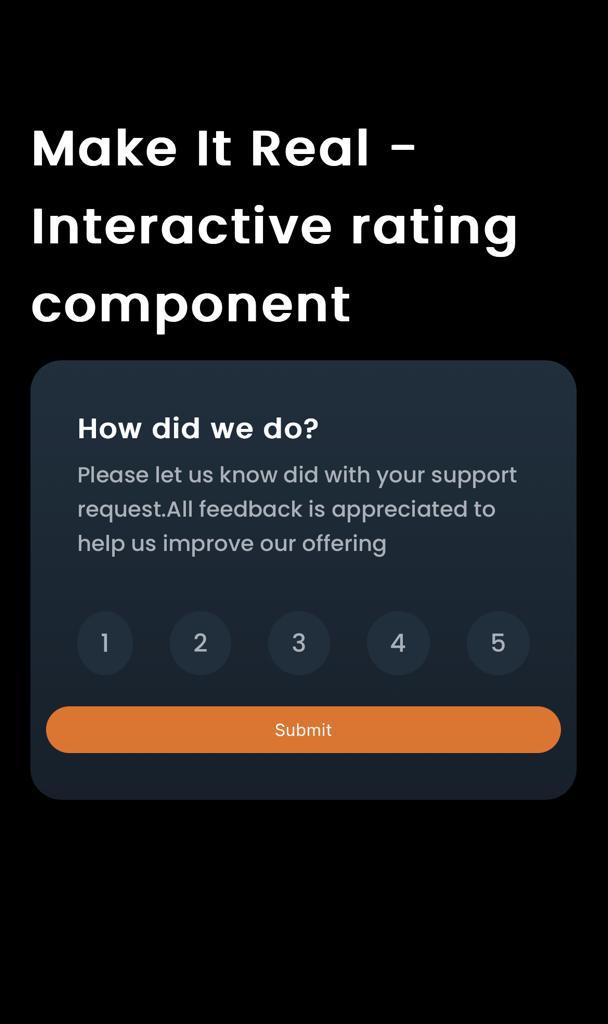 Make It Real -
Interactive rating
component
How did we do?
Please let us know did with your support
request.All feedback is appreciated to
help us improve our offering
1 2 3 4 5
Submit